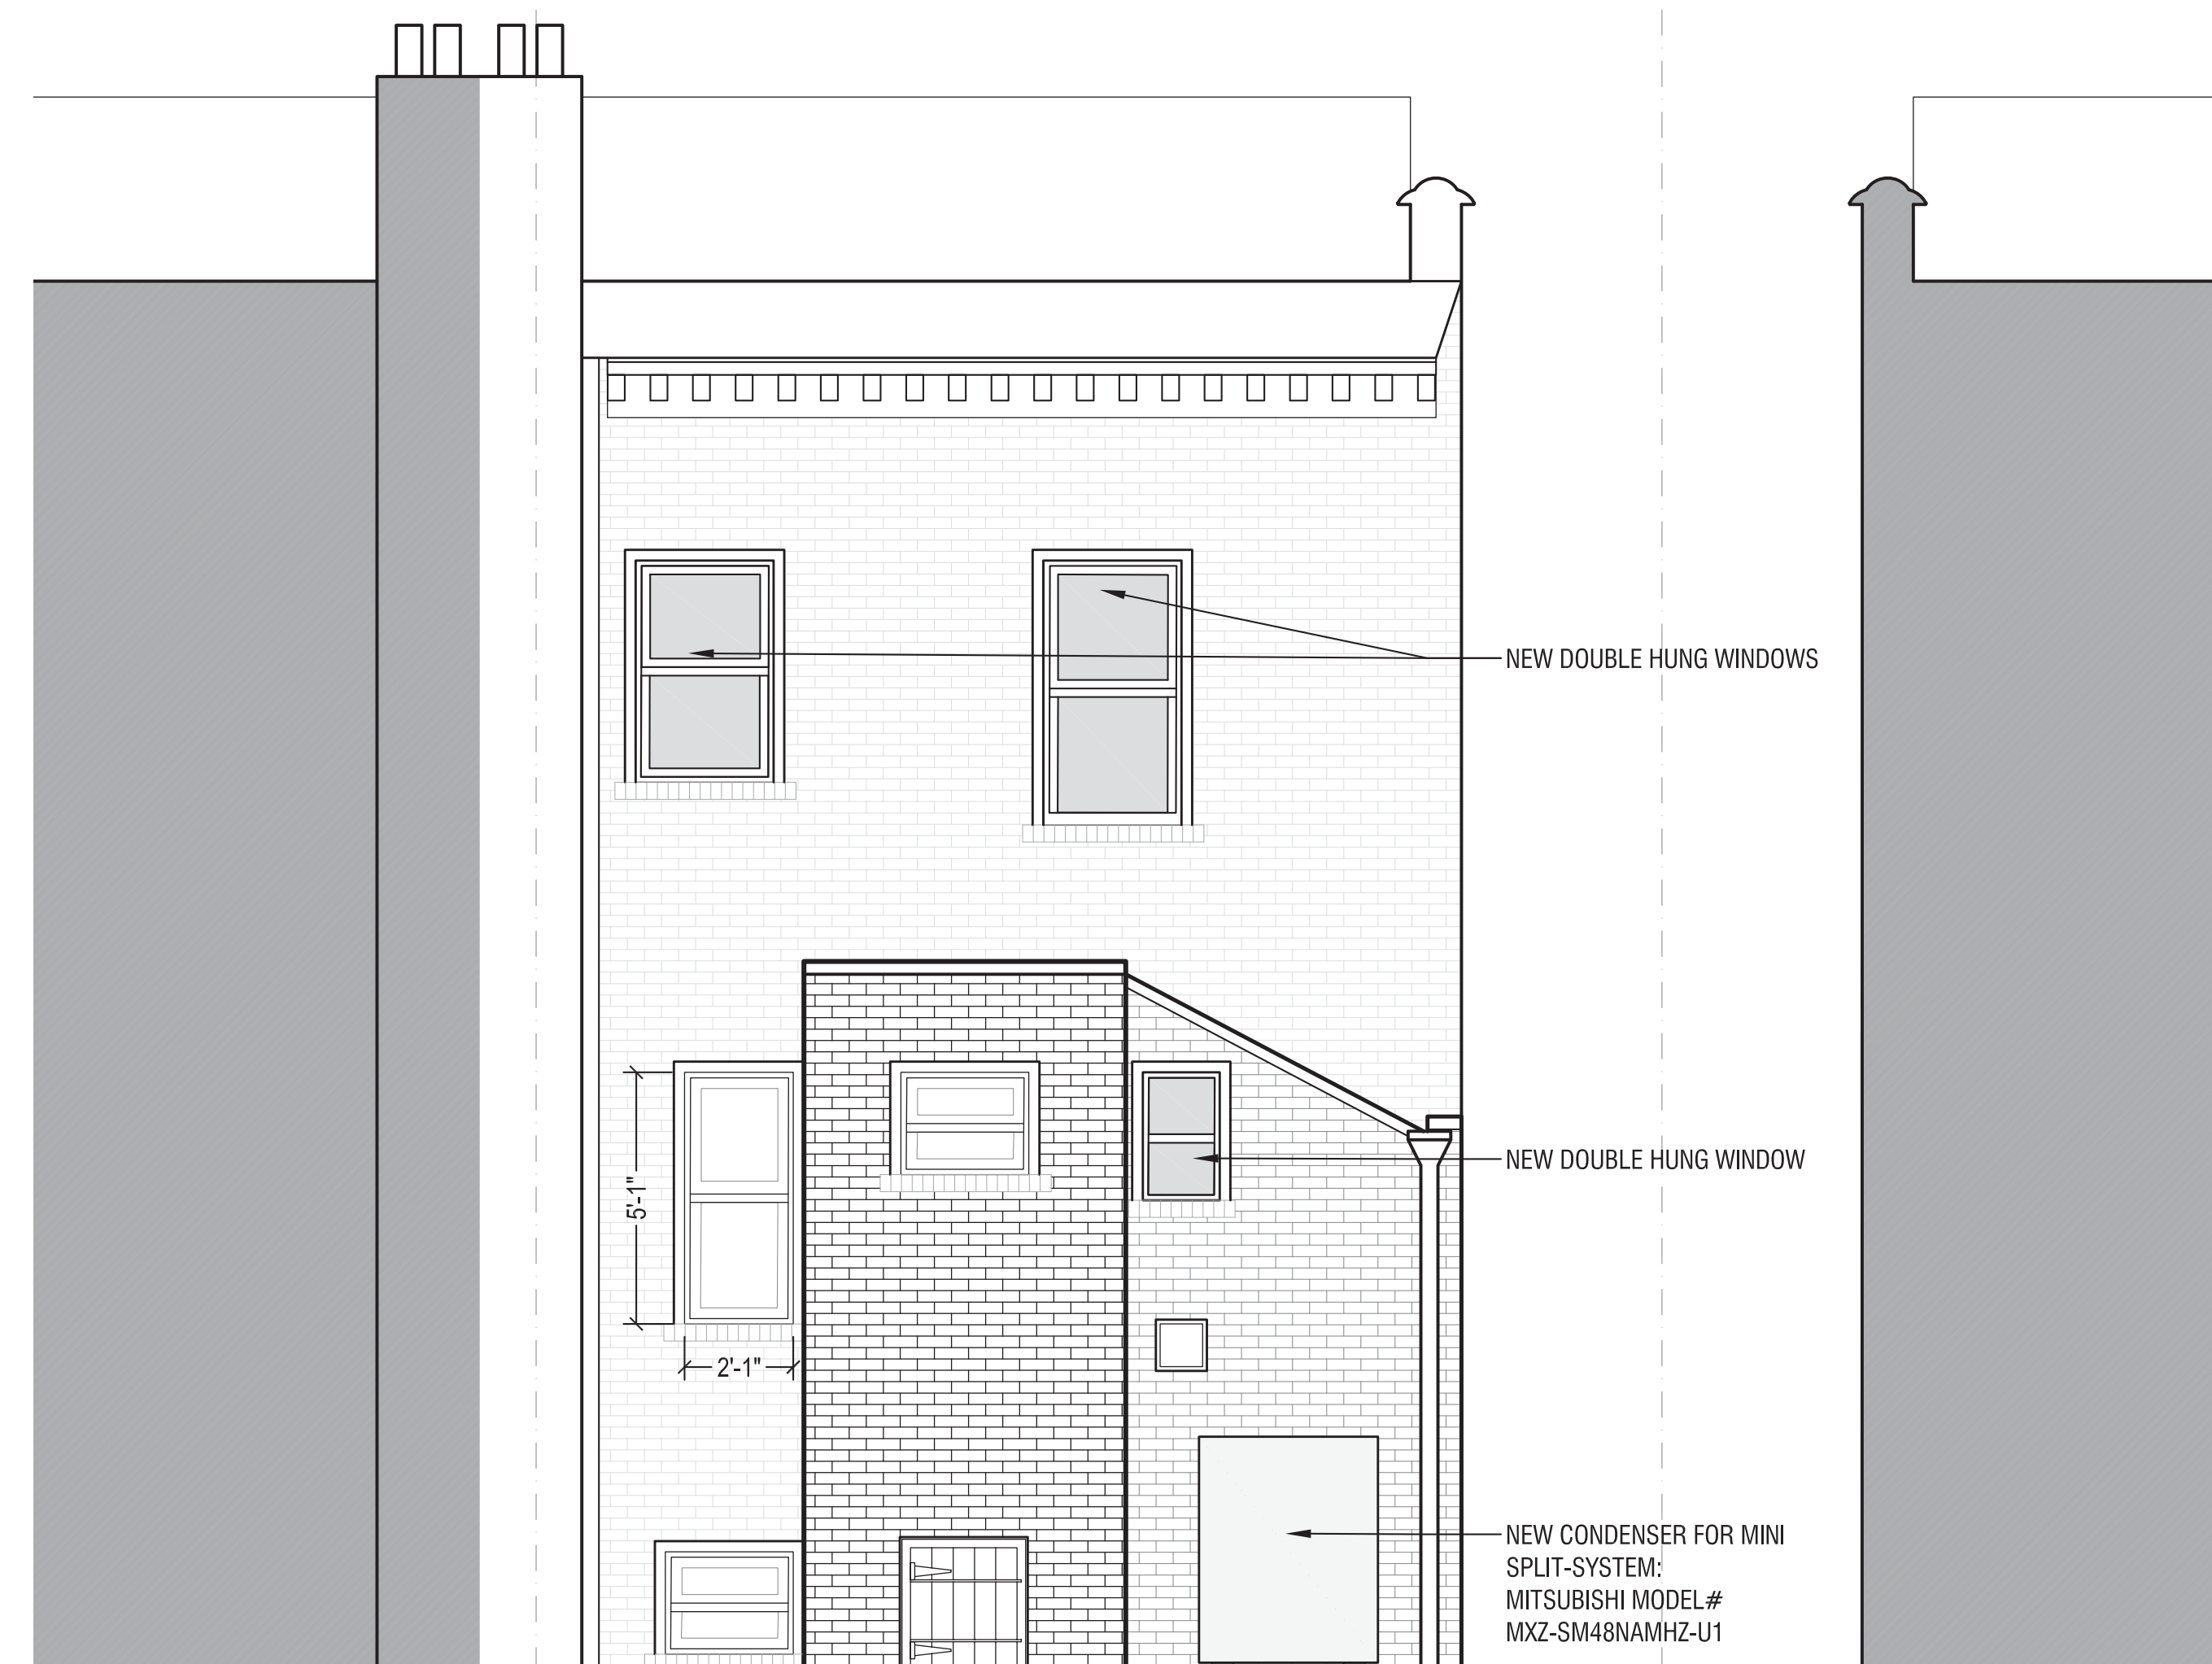 NEW DOUBLE HUNG WINDOWS
NEW DOUBLE HUNG WINDOW
5'-1"
2'-1"
NEW CONDENSER FOR MINI
SPLIT-SYSTEM:
MITSUBISHI MODEL#
MXZ-SM48NAMHZ-U1